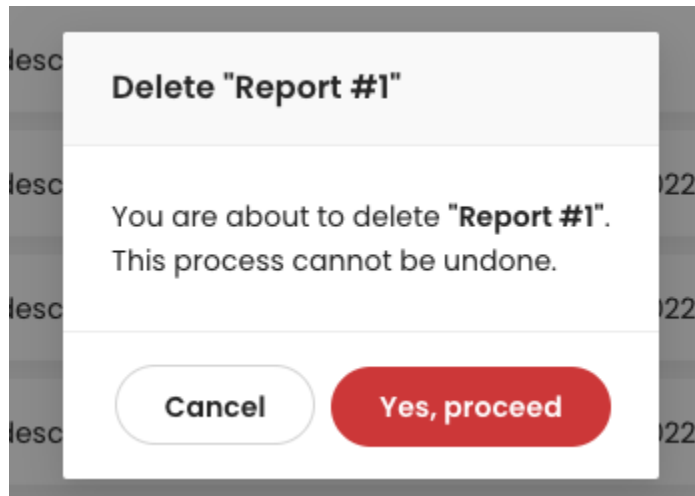 Delete "Report #1"
You are about to delete "Report #1".
This process cannot be undone.
Cancel
Yes, proceed